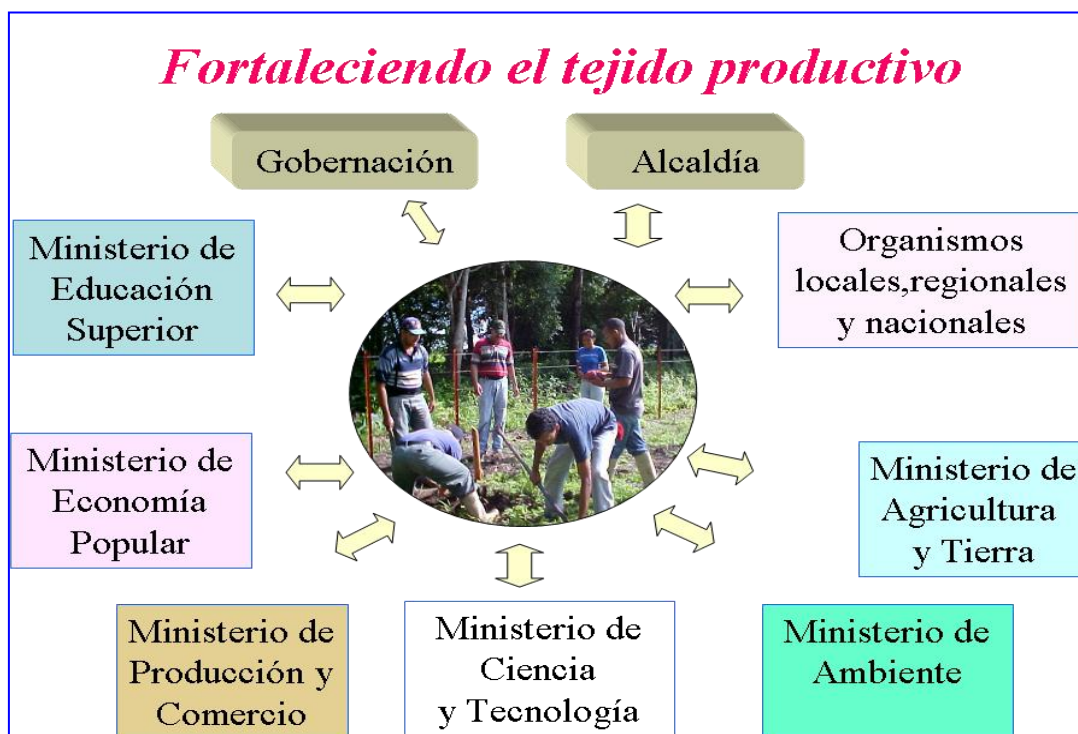 Fortaleciendo el tejido productivo
Gobernación
Alcaldía
Ministerio de
Educación
Superior
Organismos
locales,regionales
y nacionales
Ministerio de
Economía
Popular
Ministerio de
Agricultura
y Tierra
Ministerio de
Producción y
Comercio
Ministerio de
Ciencia
y Tecnología
Ministerio de
Ambiente